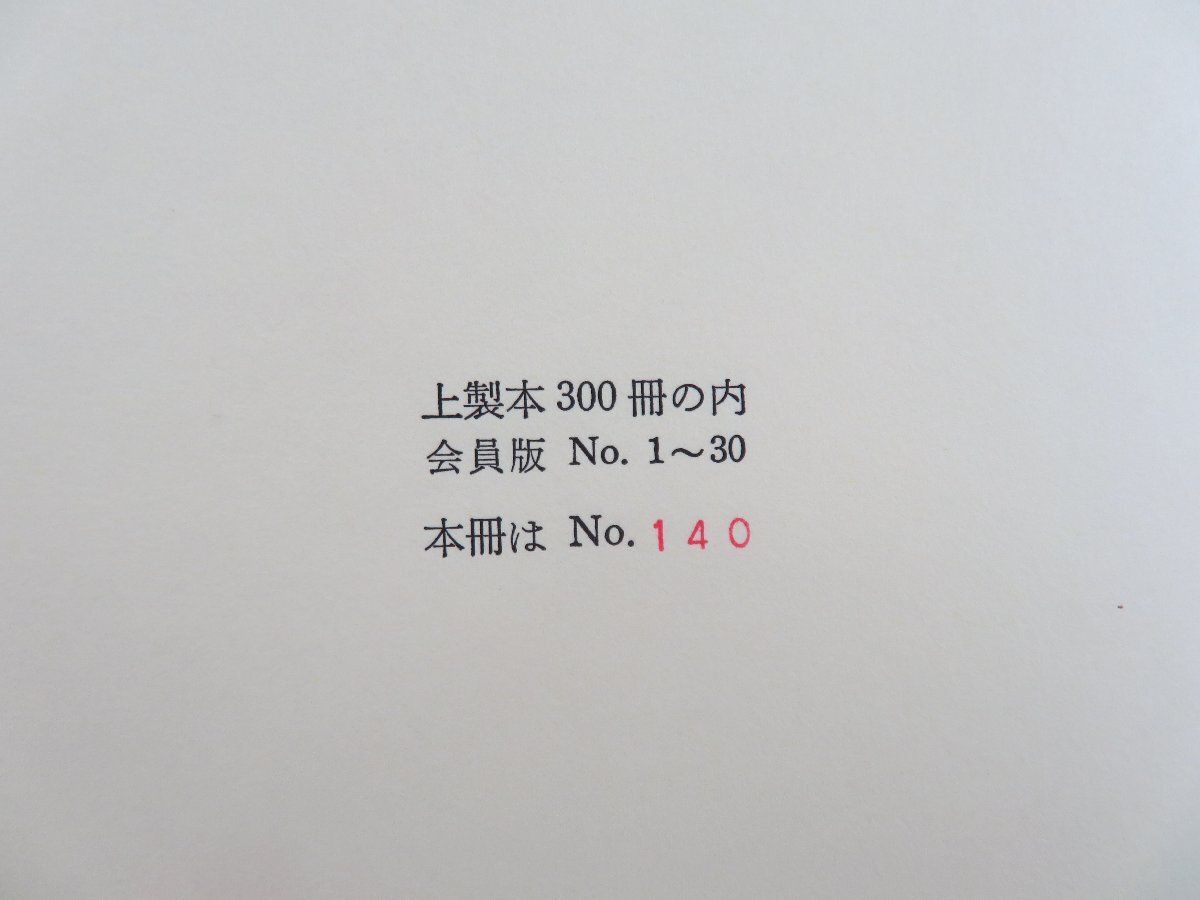 上製本 300 冊の内
会員版 No. 1〜30
本冊は No. 140